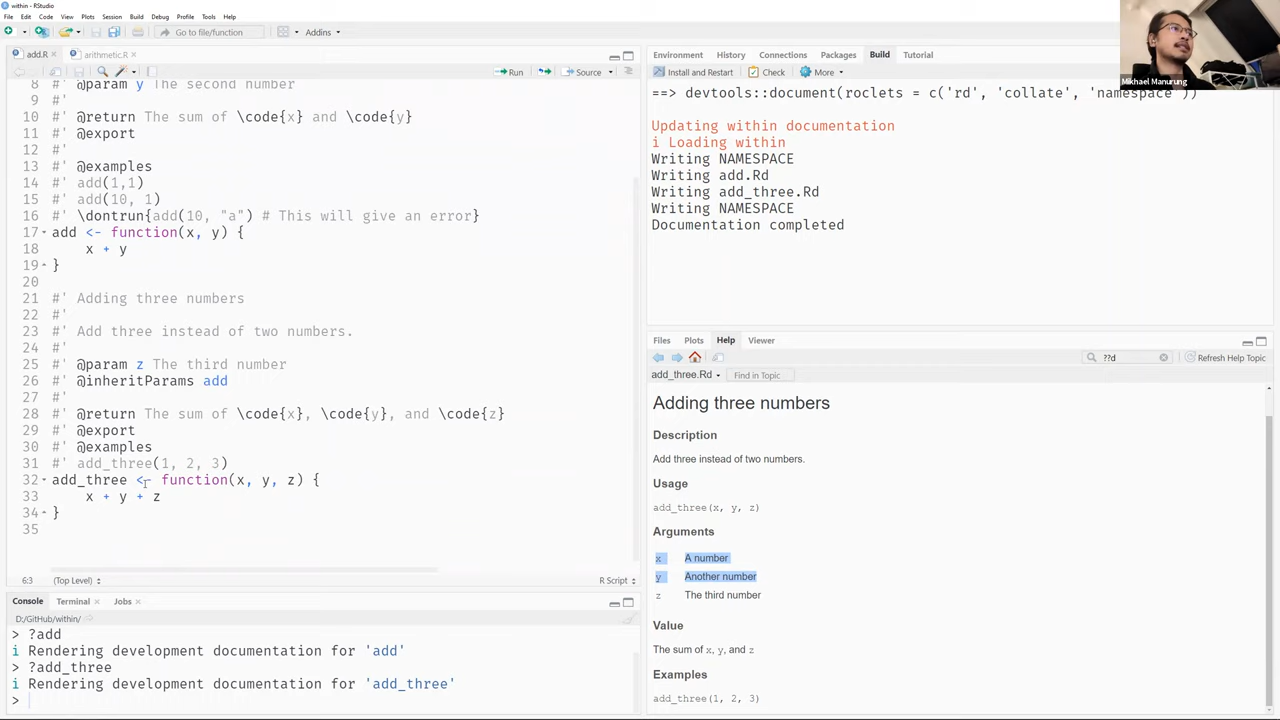 within - RStudio
File Edit Code View Plots Session Build Debug Profile Tools Help
Go to file/function
Addins
add.R
arithmetic.R
Run
Source
8 #' @param y The second number
9 #'
10 #' @return The sum of \code{x} and \code{y}
11 #' @export
12 #'
13 #' @examples
14 #' add(1,1)
15 #' add(10, 1)
16 #' \dontrun{add(10, "a") # This will give an error}
17 add <- function(x, y) {
18 x + y
19 }
20
21 #' Adding three numbers
22 #'
23 #' Add three instead of two numbers.
24 #'
25 #' @param z The third number
26 #' @inheritParams add
27 #'
28 #' @return The sum of \code{x}, \code{y}, and \code{z}
29 #' @export
30 #' @examples
31 #' add_three(1, 2, 3)
32 add_three <- function(x, y, z) {
33 x + y + z
34 }
35
6:3 (Top Level) R Script
Console Terminal Jobs
D:/GitHub/within/
> ?add
i Rendering development documentation for 'add'
> ?add_three
i Rendering development documentation for 'add_three'
>
Environment History Connections Packages Build Tutorial
Install and Restart Check More
==> devtools::document(roclets = c('rd', 'collate', 'namespace'))
Updating within documentation
i Loading within
Writing NAMESPACE
Writing add.Rd
Writing add_three.Rd
Writing NAMESPACE
Documentation completed
Files Plots Help Viewer
??d
Refresh Help Topic
add_three.Rd
Find in Topic
Adding three numbers
Description
Add three instead of two numbers.
Usage
add_three(x, y, z)
Arguments
x A number
y Another number
z The third number
Value
The sum of x, y, and z
Examples
add_three(1, 2, 3)
Mikhael Manurung